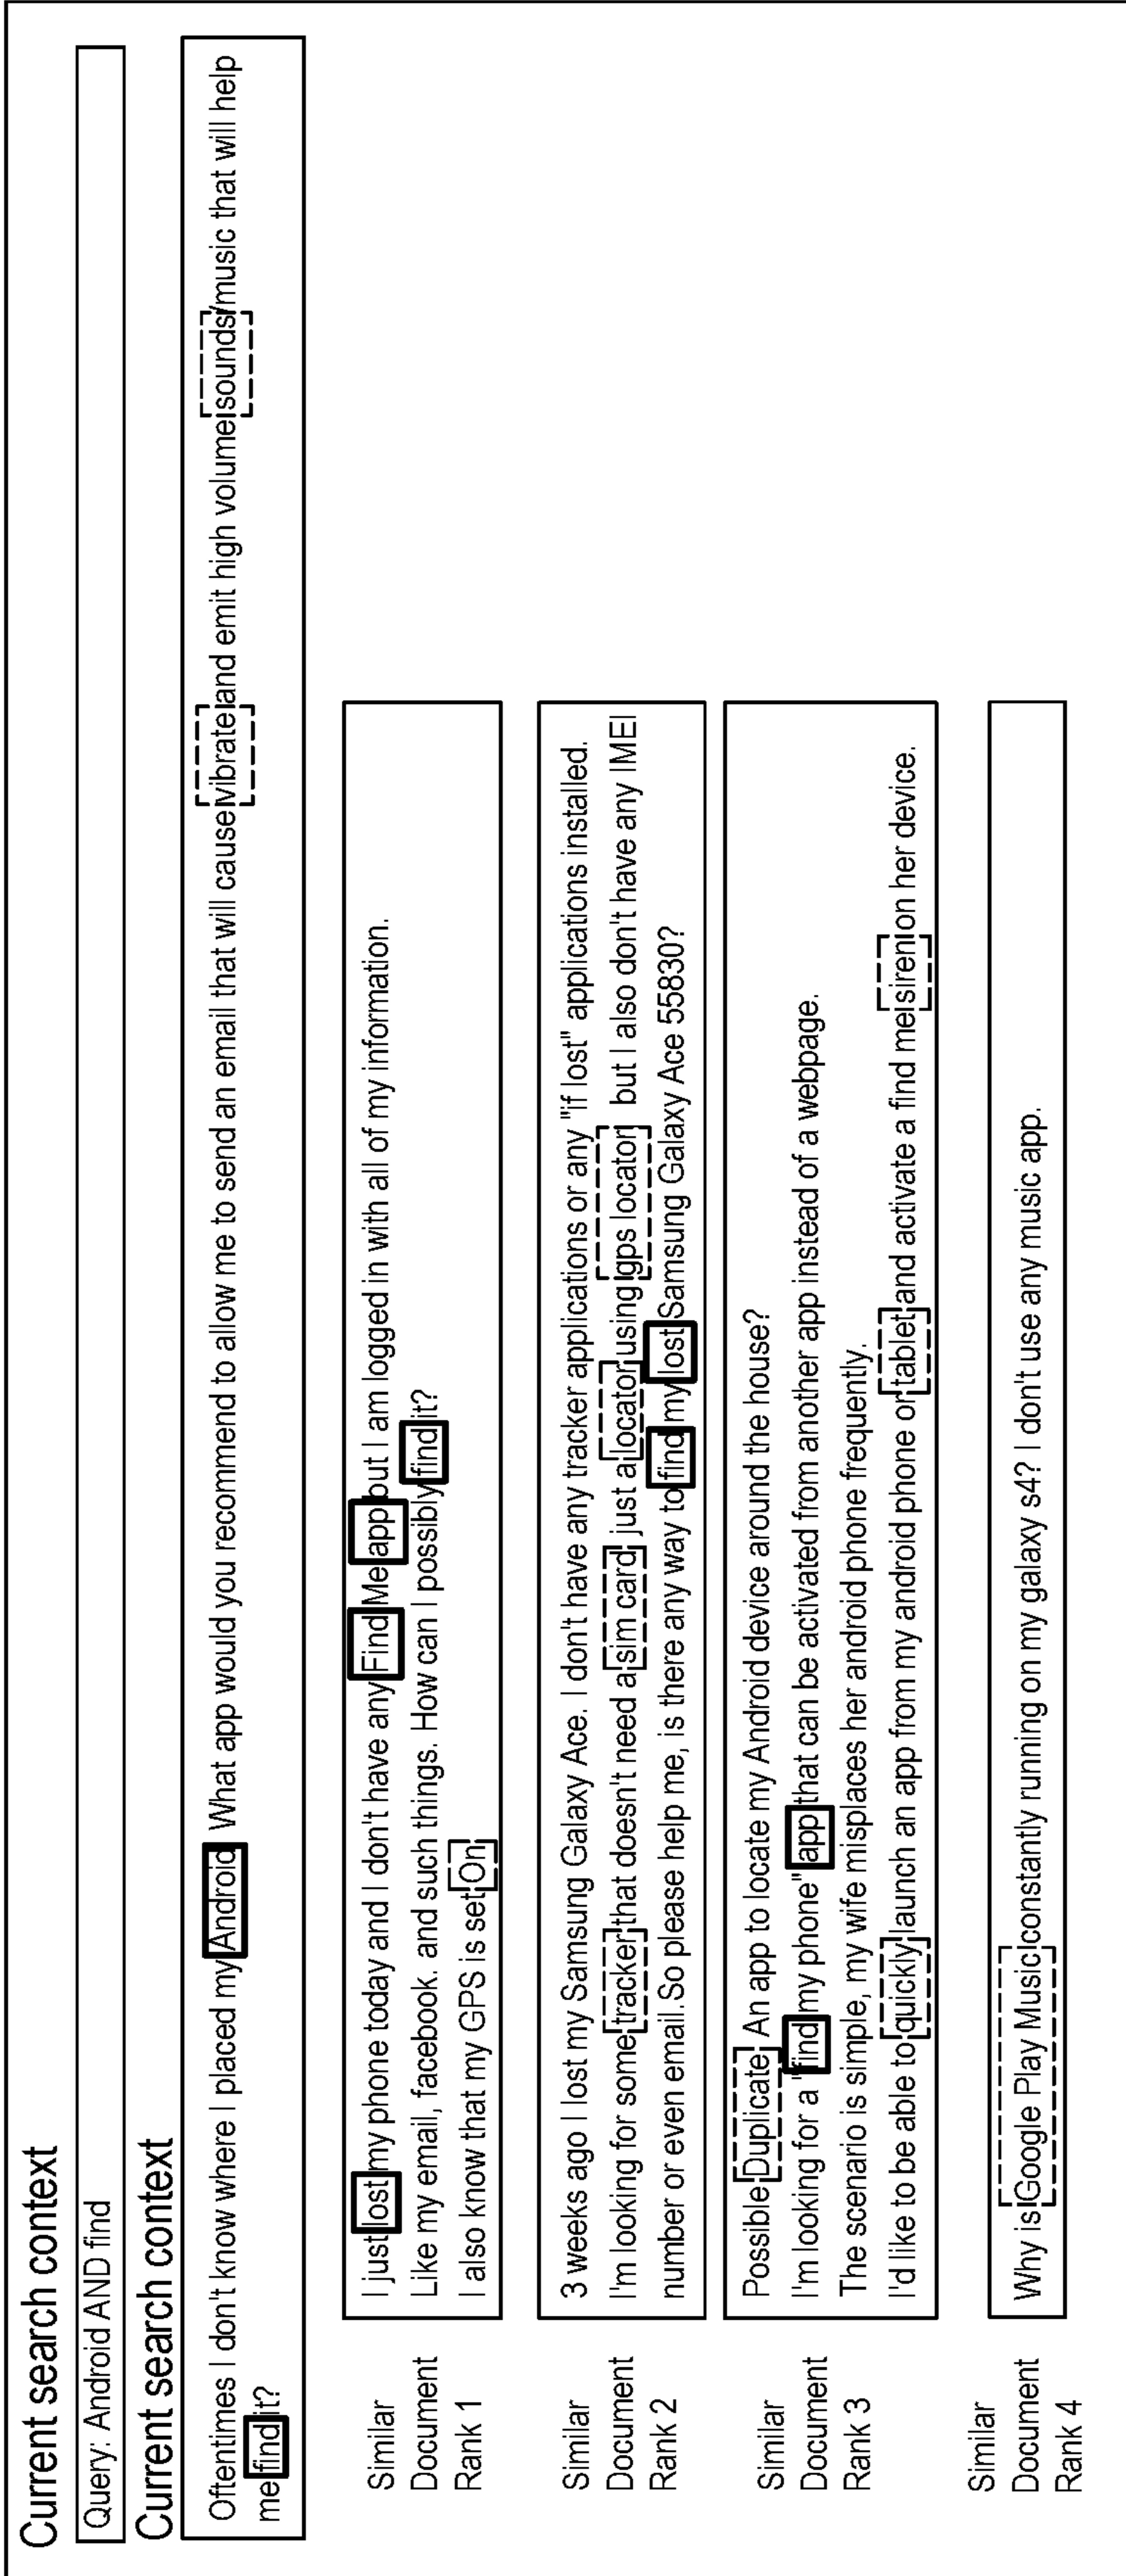 Current search context
Query: Android AND find
Current search context
Oftentimes I don't know where I placed my Android What app would you recommend to allow me to send an email that will cause vibrate and emit high volume sounds/music that will help
me find it?
Similar
Document
Rank 1
I just lost my phone today and I don't have any Find Me app but I am logged in with all of my information.
Like my email, facebook. and such things. How can I possibly find it?
I also know that my GPS is set On
Similar
Document
Rank 2
3 weeks ago I lost my Samsung Galaxy Ace. I don't have any tracker applications or any "if lost" applications installed.
I'm looking for some tracker that doesn't need a sim card just a locator using gps locator but I also don't have any IMEI
number or even email.So please help me, is there any way to find my lost Samsung Galaxy Ace 55830?
Similar
Document
Rank 3
Possible Duplicate An app to locate my Android device around the house?
I'm looking for a "find my phone" app that can be activated from another app instead of a webpage.
The scenario is simple, my wife misplaces her android phone frequently.
I'd like to be able to quickly launch an app from my android phone or tablet and activate a find me siren on her device.
Similar
Document
Rank 4
Why is Google Play Music constantly running on my galaxy s4? I don't use any music app.